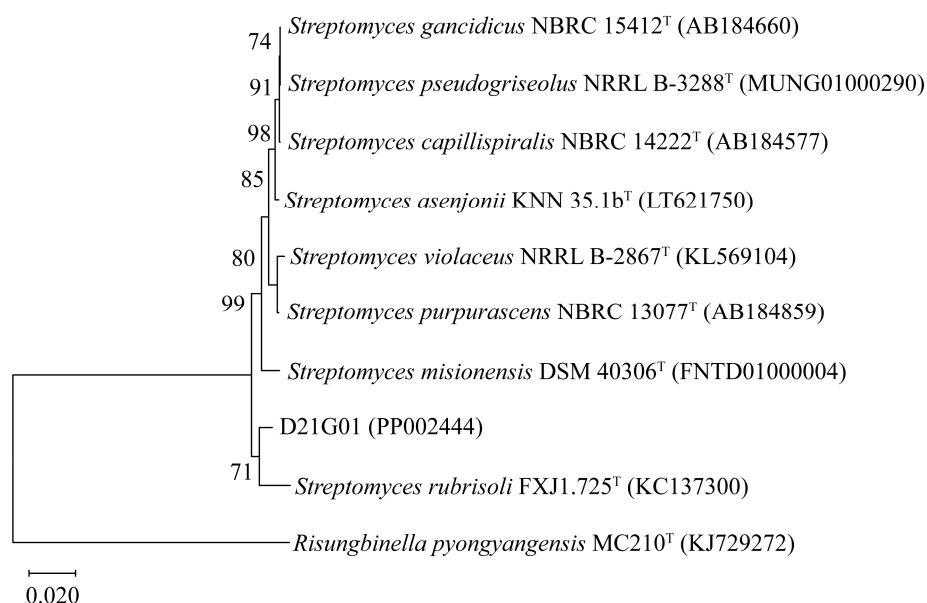 74
Streptomyces gancidicus NBRC 15412ᵀ (AB184660)
91
Streptomyces pseudogriseolus NRRL B-3288ᵀ (MUNG01000290)
98
Streptomyces capillispiralis NBRC 14222ᵀ (AB184577)
85
Streptomyces asenjonii KNN 35.1bᵀ (LT621750)
80
Streptomyces violaceus NRRL B-2867ᵀ (KL569104)
99
Streptomyces purpurascens NBRC 13077ᵀ (AB184859)
Streptomyces misionensis DSM 40306ᵀ (FNTD01000004)
D21G01 (PP002444)
71
Streptomyces rubrisoli FXJ1.725ᵀ (KC137300)
Risungbinella pyongyangensis MC210ᵀ (KJ729272)
0.020